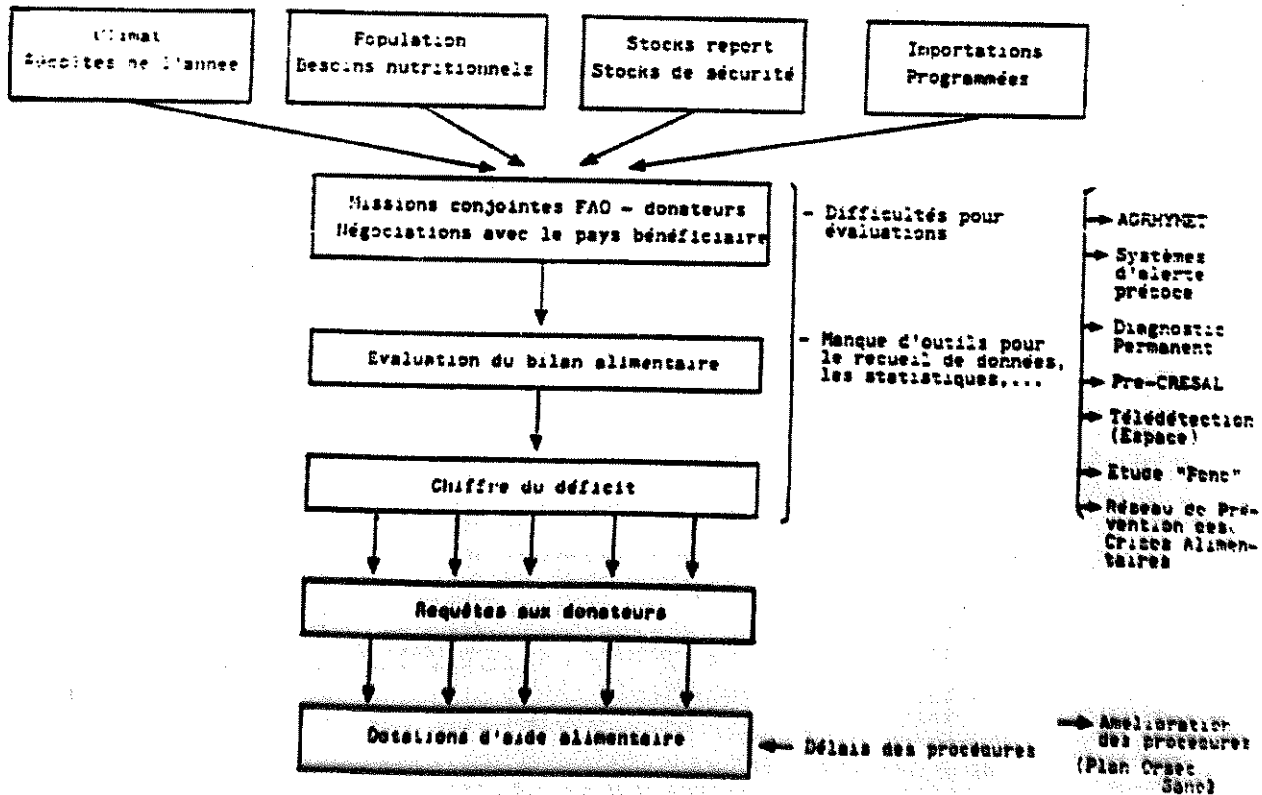 Climat
Récoltes de l'année
Population
Besoins nutritionnels
Stocks report
Stocks de sécurité
Importations
Programmées
Missions conjointes FAO - donateurs
Négociations avec le pays bénéficiaire
- Difficultés pour
évaluations
Evaluation du bilan alimentaire
- Manque d'outils pour
le recueil de données,
les statistiques,...
Chiffre du déficit
AGRHYMET
Systèmes
d'alerte
précoce
Diagnostic
Permanent
Pre-CRESAL
Télédétection
(Espace)
Etude "Fonc"
Réseau de Pré-
vention des
Crises Alimen-
taires
Requêtes aux donateurs
Dotations d'aide alimentaire
Délais des procédures
Amélioration
des procédures
(Plan Orsec